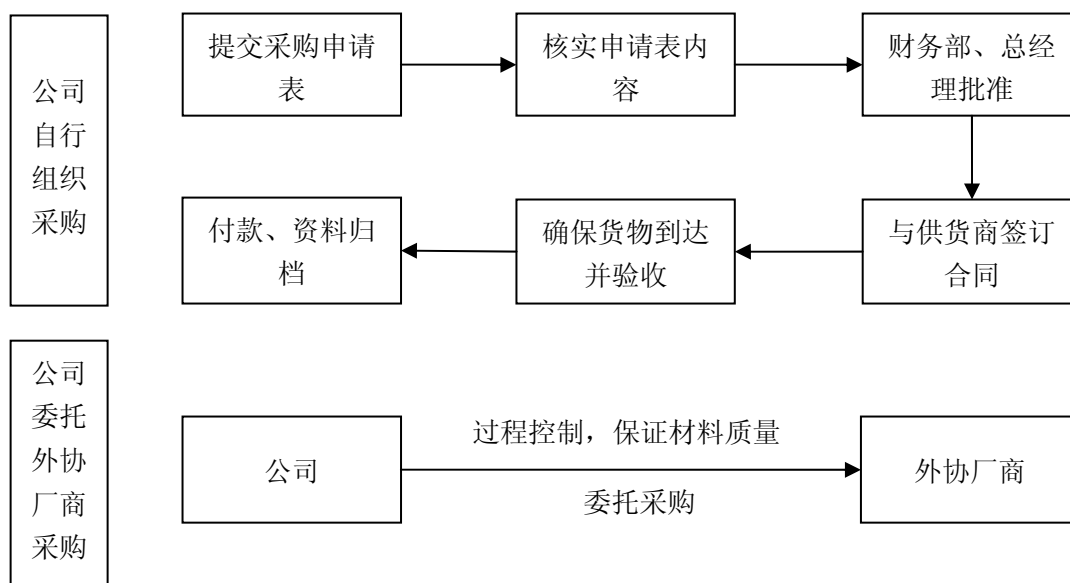 公司
自行
组织
采购
提交采购申请
表
核实申请表内
容
财务部、总经
理批准
与供货商签订
合同
确保货物到达
并验收
付款、资料归
档
公司
委托
外协
厂商
采购
公司
过程控制，保证材料质量
委托采购
外协厂商